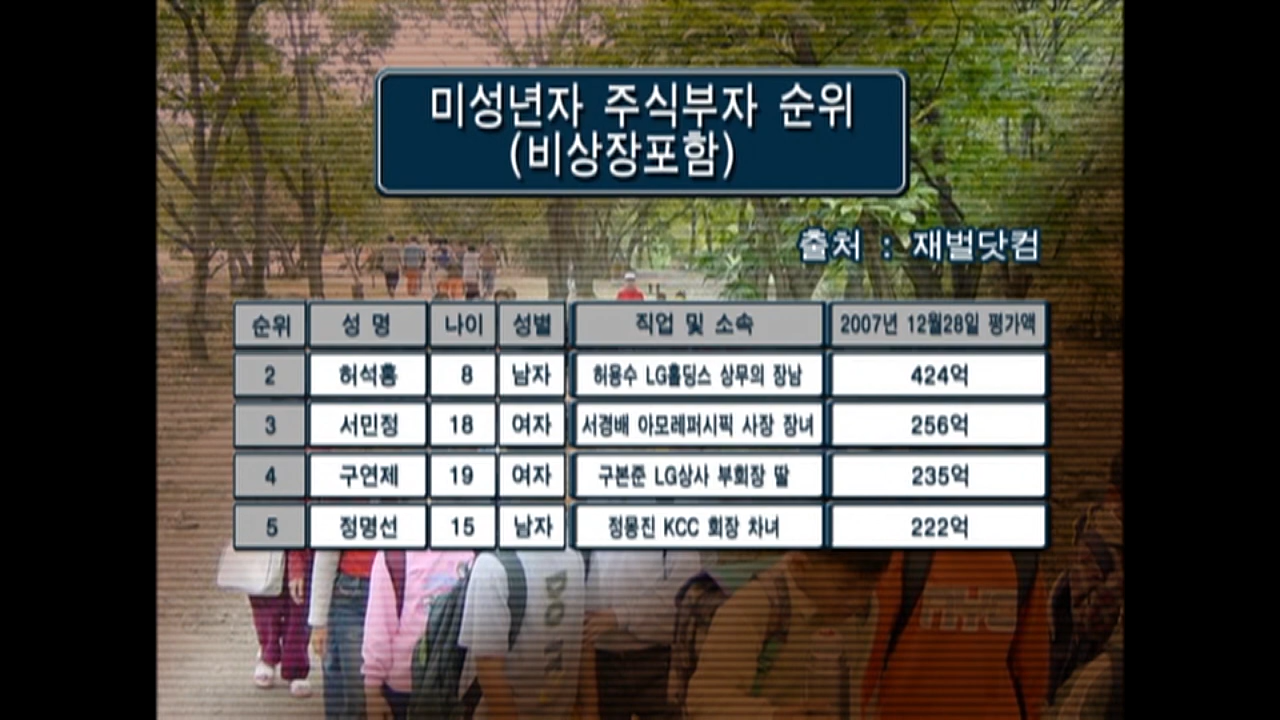 미성년자 주식부자 순위
(비상장포함)
출처 : 재벌닷컴
순위 성 명 나이 성별 직업 및 소속 2007년 12월28일 평가액
2 허석홍 8 남자 허용수 LG홀딩스 상무의 장남 424억
3 서민정 18 여자 서경배 아모레퍼시픽 사장 장녀 256억
4 구연제 19 여자 구본준 LG상사 부회장 딸 235억
5 정명선 15 남자 정몽진 KCC 회장 차녀 222억
DO IT